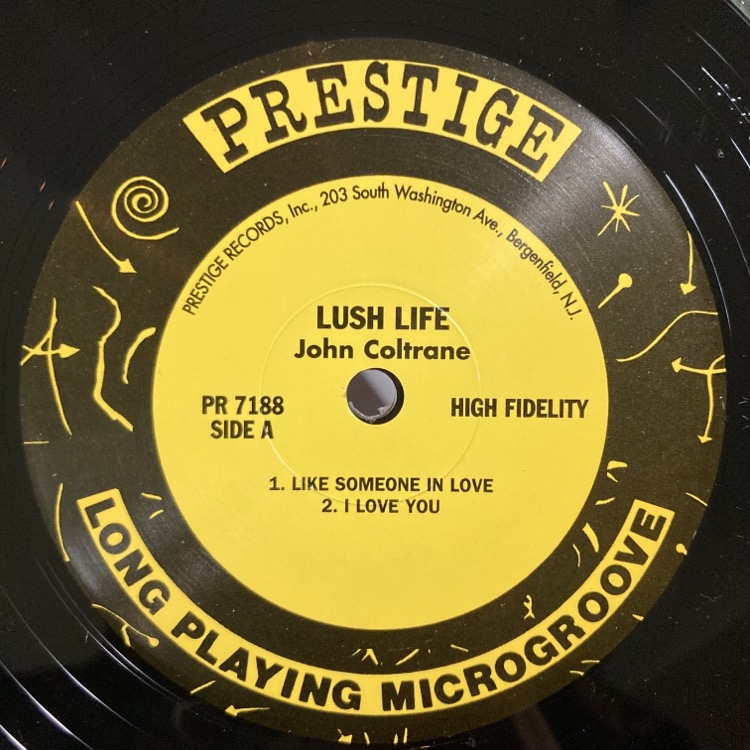 PRESTIGE
PRESTIGE RECORDS, Inc., 203 South Washington Ave., Bergenfield, N.J.
LUSH LIFE
John Coltrane
PR 7188
SIDE A
HIGH FIDELITY
1. LIKE SOMEONE IN LOVE
2. I LOVE YOU
LONG PLAYING MICROGROOVE